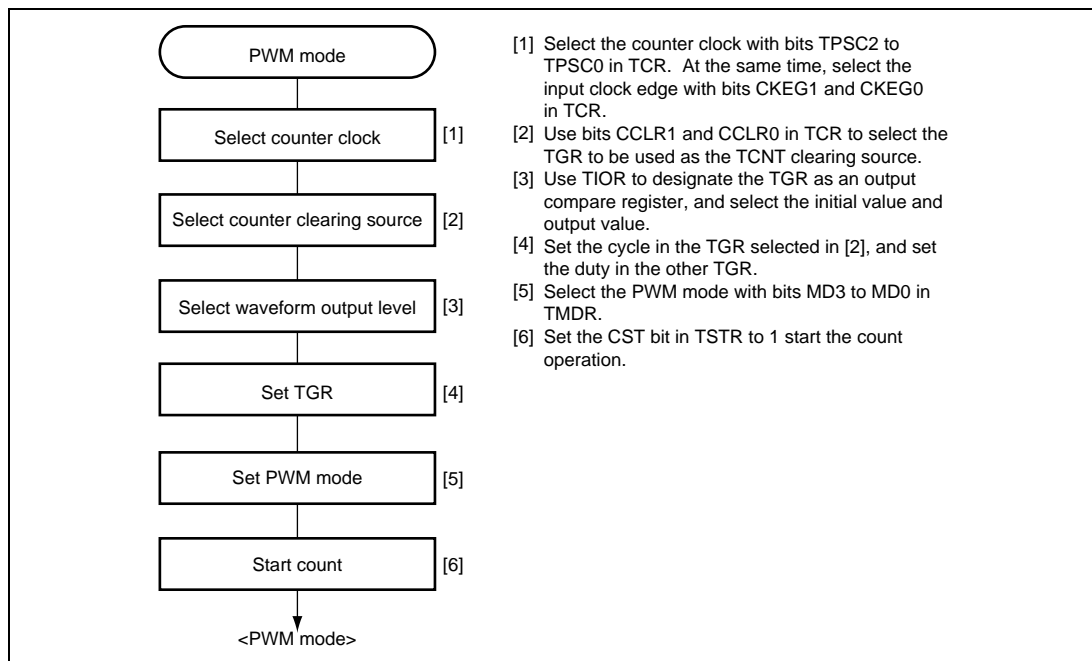 PWM mode
Select counter clock
[1]
Select counter clearing source
[2]
Select waveform output level
[3]
Set TGR
[4]
Set PWM mode
[5]
Start count
[6]
<PWM mode>
[1] Select the counter clock with bits TPSC2 to
TPSC0 in TCR. At the same time, select the
input clock edge with bits CKEG1 and CKEG0
in TCR.
[2] Use bits CCLR1 and CCLR0 in TCR to select the
TGR to be used as the TCNT clearing source.
[3] Use TIOR to designate the TGR as an output
compare register, and select the initial value and
output value.
[4] Set the cycle in the TGR selected in [2], and set
the duty in the other TGR.
[5] Select the PWM mode with bits MD3 to MD0 in
TMDR.
[6] Set the CST bit in TSTR to 1 start the count
operation.